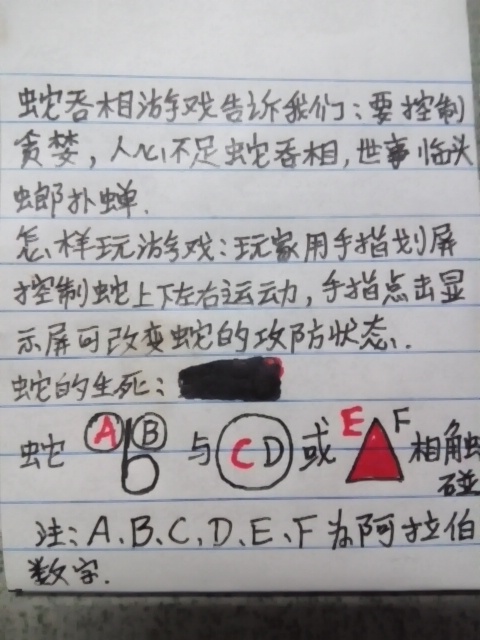 蛇吞相游戏告诉我们：要控制
贪婪，人心不足蛇吞相，世事临头
螂扑蝉.
怎样玩游戏：玩家用手指划屏
控制蛇上下左右运动，手指点击显
示屏可改变蛇的攻防状态.
蛇的生死：
蛇 A B 与 C D 或 E F 相触碰
注：A、B、C、D、E、F为阿拉伯
数字.